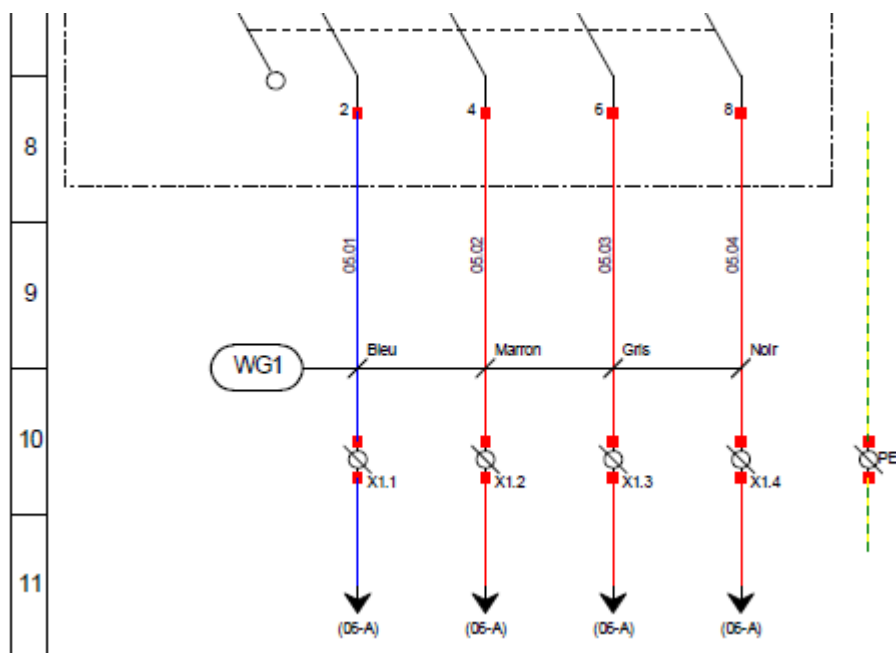 2 4 6 8
8
05.01 05.02 05.03 05.04
9
Bleu Marron Gris Noir
WG1
10
PE
X1.1 X1.2 X1.3 X1.4
11
(06-A) (06-A) (06-A) (06-A)